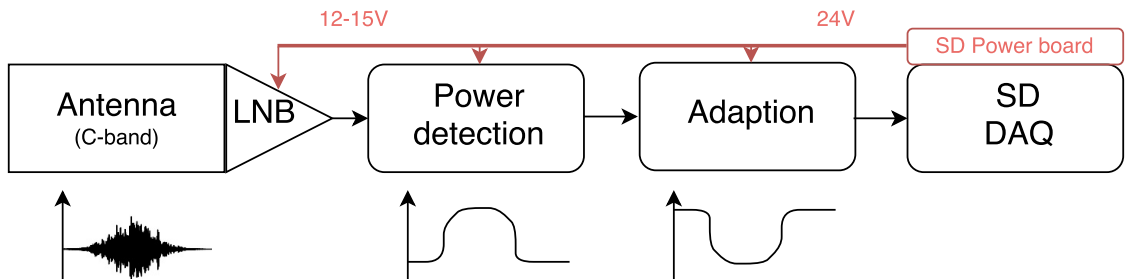 12-15V
24V
SD Power board
Antenna
(C-band)
LNB
Power
detection
Adaption
SD
DAQ